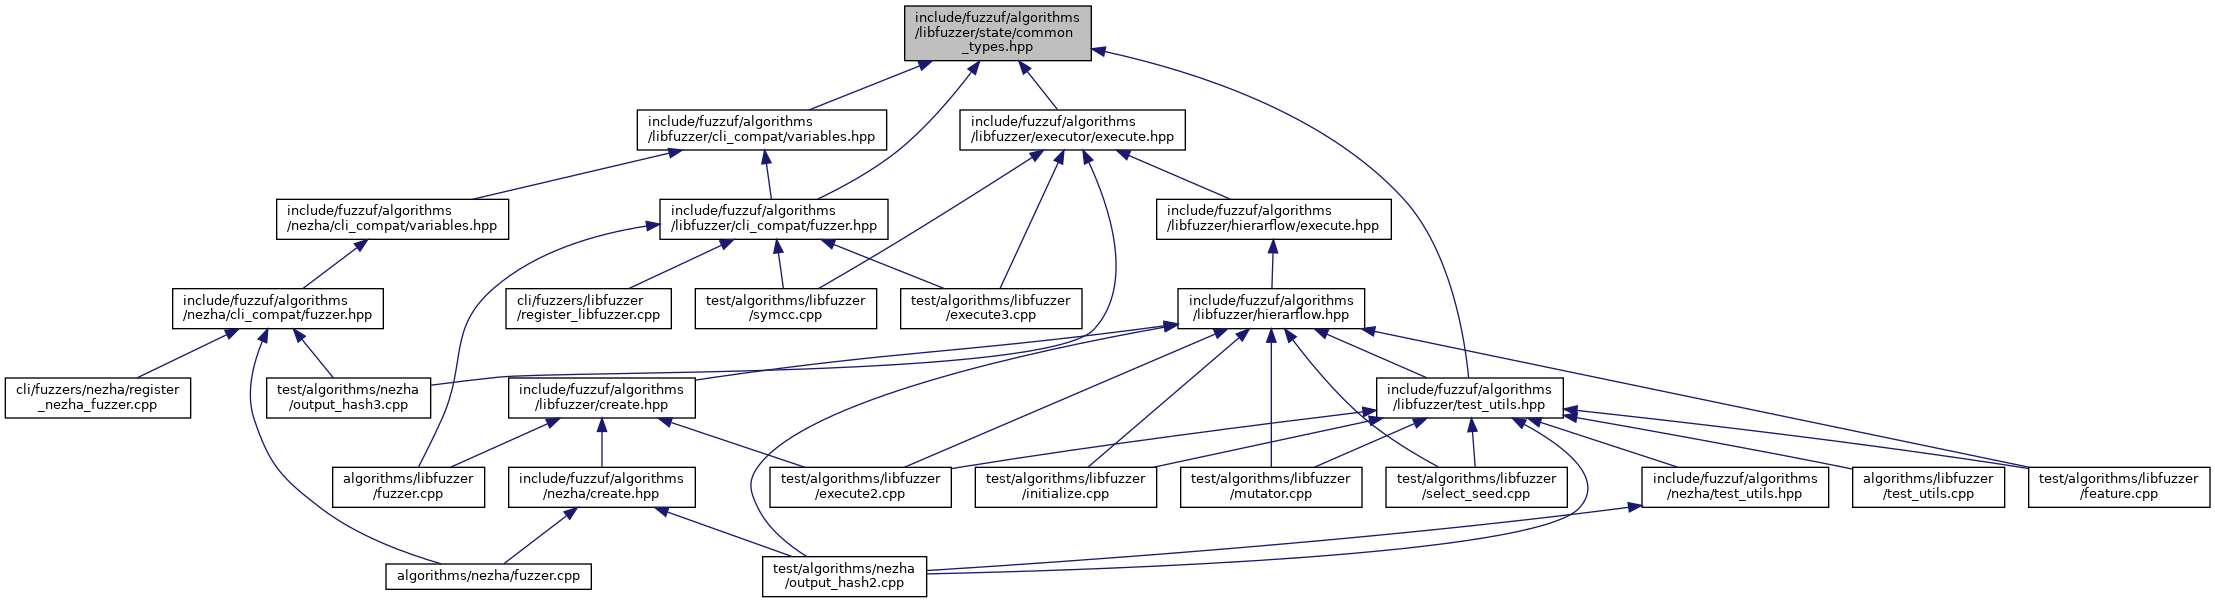 include/fuzzuf/algorithms
/libfuzzer/state/common
_types.hpp
include/fuzzuf/algorithms
/libfuzzer/cli_compat/variables.hpp
include/fuzzuf/algorithms
/libfuzzer/executor/execute.hpp
include/fuzzuf/algorithms
/nezha/cli_compat/variables.hpp
include/fuzzuf/algorithms
/libfuzzer/cli_compat/fuzzer.hpp
include/fuzzuf/algorithms
/libfuzzer/hierarflow/execute.hpp
include/fuzzuf/algorithms
/nezha/cli_compat/fuzzer.hpp
cli/fuzzers/libfuzzer
/register_libfuzzer.cpp
test/algorithms/libfuzzer
/symcc.cpp
test/algorithms/libfuzzer
/execute3.cpp
include/fuzzuf/algorithms
/libfuzzer/hierarflow.hpp
cli/fuzzers/nezha/register
_nezha_fuzzer.cpp
test/algorithms/nezha
/output_hash3.cpp
include/fuzzuf/algorithms
/libfuzzer/create.hpp
include/fuzzuf/algorithms
/libfuzzer/test_utils.hpp
algorithms/libfuzzer
/fuzzer.cpp
include/fuzzuf/algorithms
/nezha/create.hpp
test/algorithms/libfuzzer
/execute2.cpp
test/algorithms/libfuzzer
/initialize.cpp
test/algorithms/libfuzzer
/mutator.cpp
test/algorithms/libfuzzer
/select_seed.cpp
include/fuzzuf/algorithms
/nezha/test_utils.hpp
algorithms/libfuzzer
/test_utils.cpp
test/algorithms/libfuzzer
/feature.cpp
algorithms/nezha/fuzzer.cpp
test/algorithms/nezha
/output_hash2.cpp